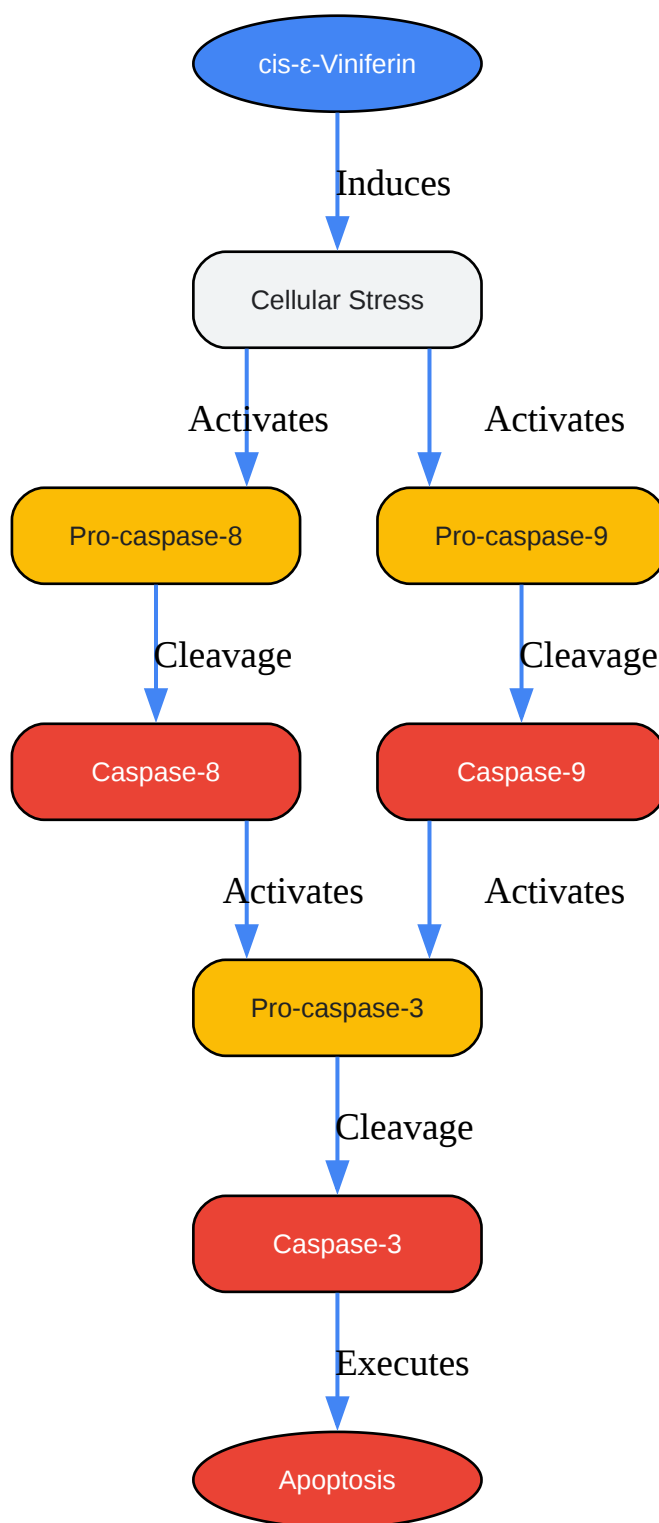 cis-ε-Viniferin
Induces
Cellular Stress
Activates
Activates
Pro-caspase-8
Pro-caspase-9
Cleavage
Cleavage
Caspase-8
Caspase-9
Activates
Activates
Pro-caspase-3
Cleavage
Caspase-3
Executes
Apoptosis